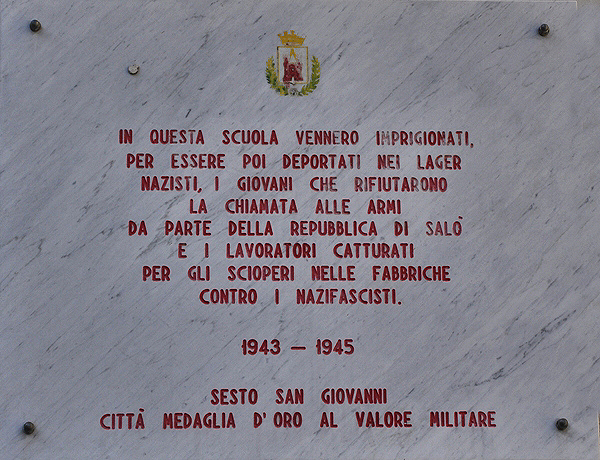 IN QUESTA SCUOLA VENNERO IMPRIGIONATI,
PER ESSERE POI DEPORTATI NEI LAGER
NAZISTI, I GIOVANI CHE RIFIUTARONO
LA CHIAMATA ALLE ARMI
DA PARTE DELLA REPUBBLICA DI SALÒ
E I LAVORATORI CATTURATI
PER GLI SCIOPERI NELLE FABBRICHE
CONTRO I NAZIFASCISTI.
1943 – 1945
SESTO SAN GIOVANNI
CITTÀ MEDAGLIA D'ORO AL VALORE MILITARE